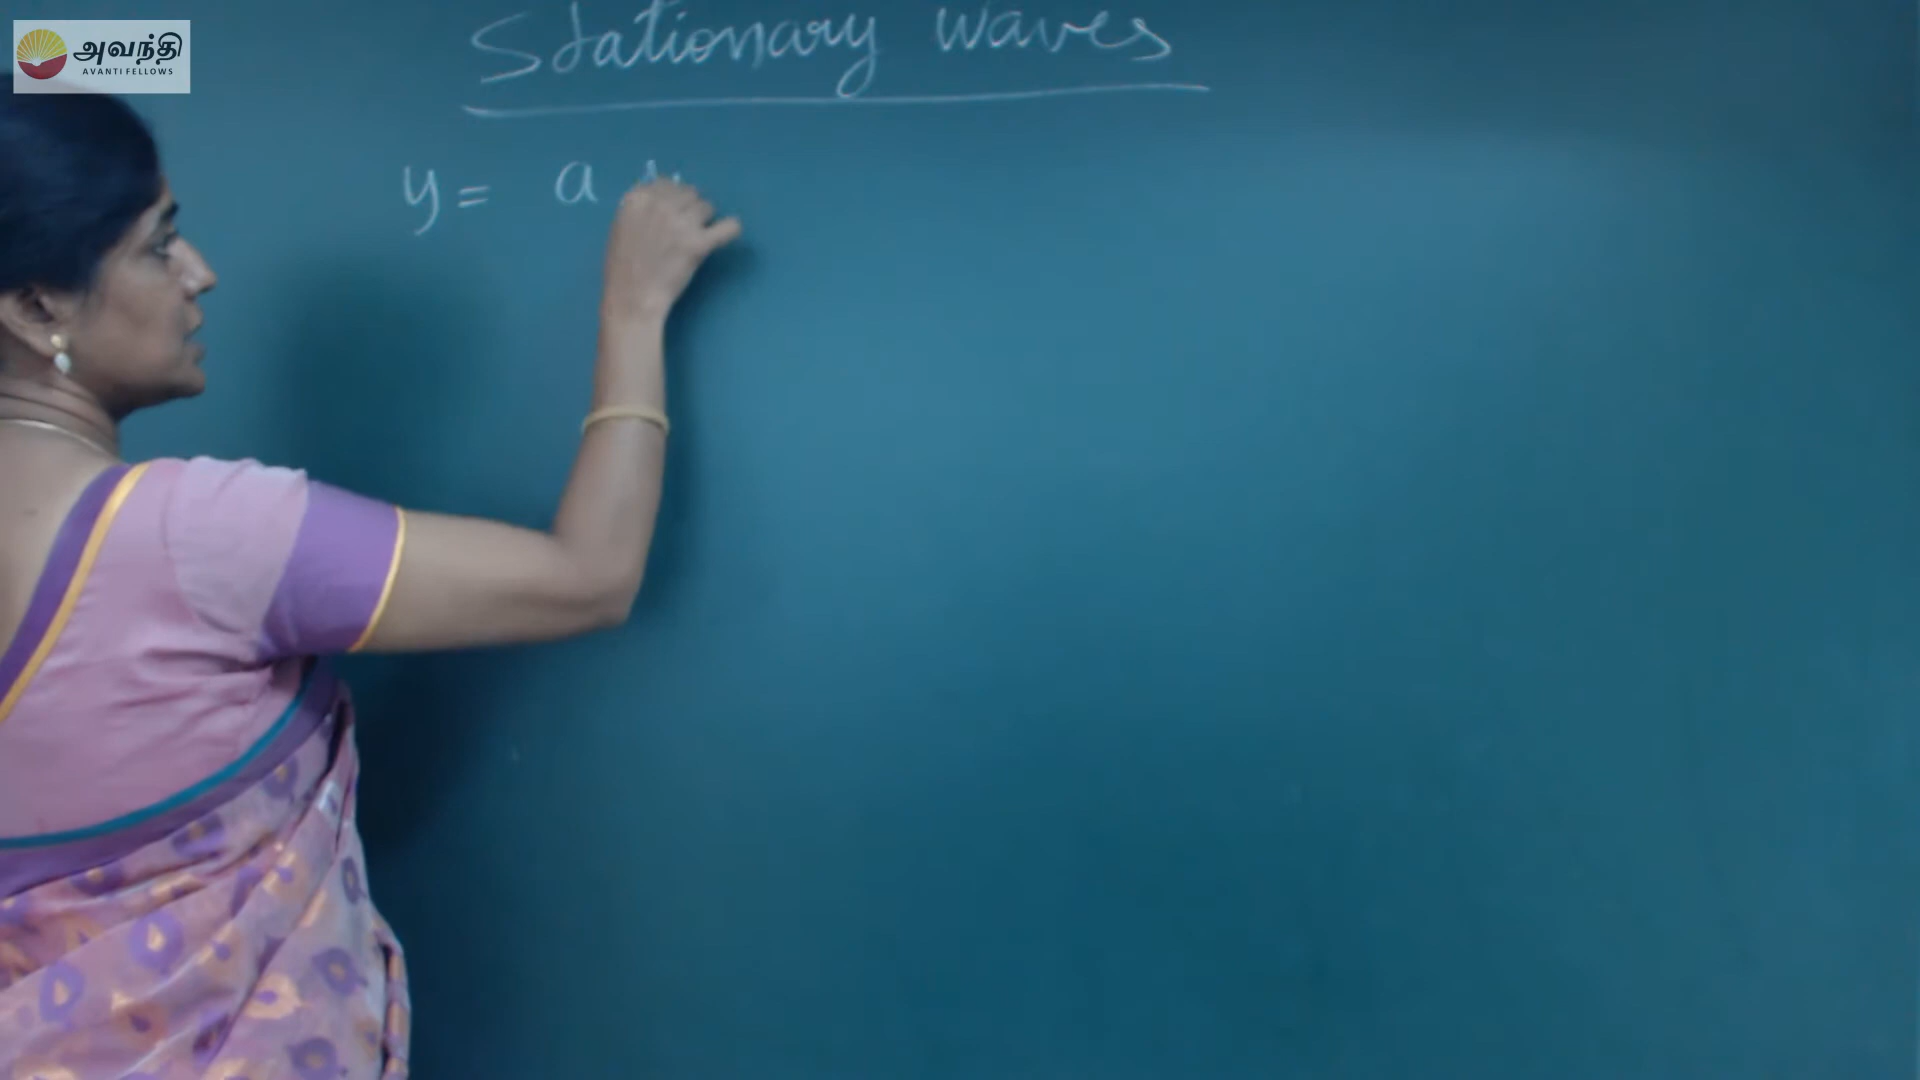 அவந்தி
AVANTI FELLOWS
Stationary waves
y = a